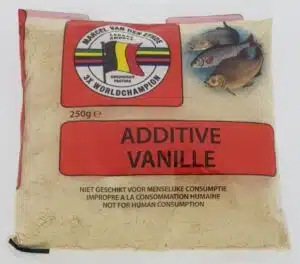 MARCEL VAN DEN EYNDE
3X WORLDCHAMPION
250g e
ADDITIVE
VANILLE
NIET GESCHIKT VOOR MENSELIJKE CONSUMPTIE
IMPROPRE A LA CONSOMMATION HUMAINE
NOT FOR HUMAN CONSUMPTION